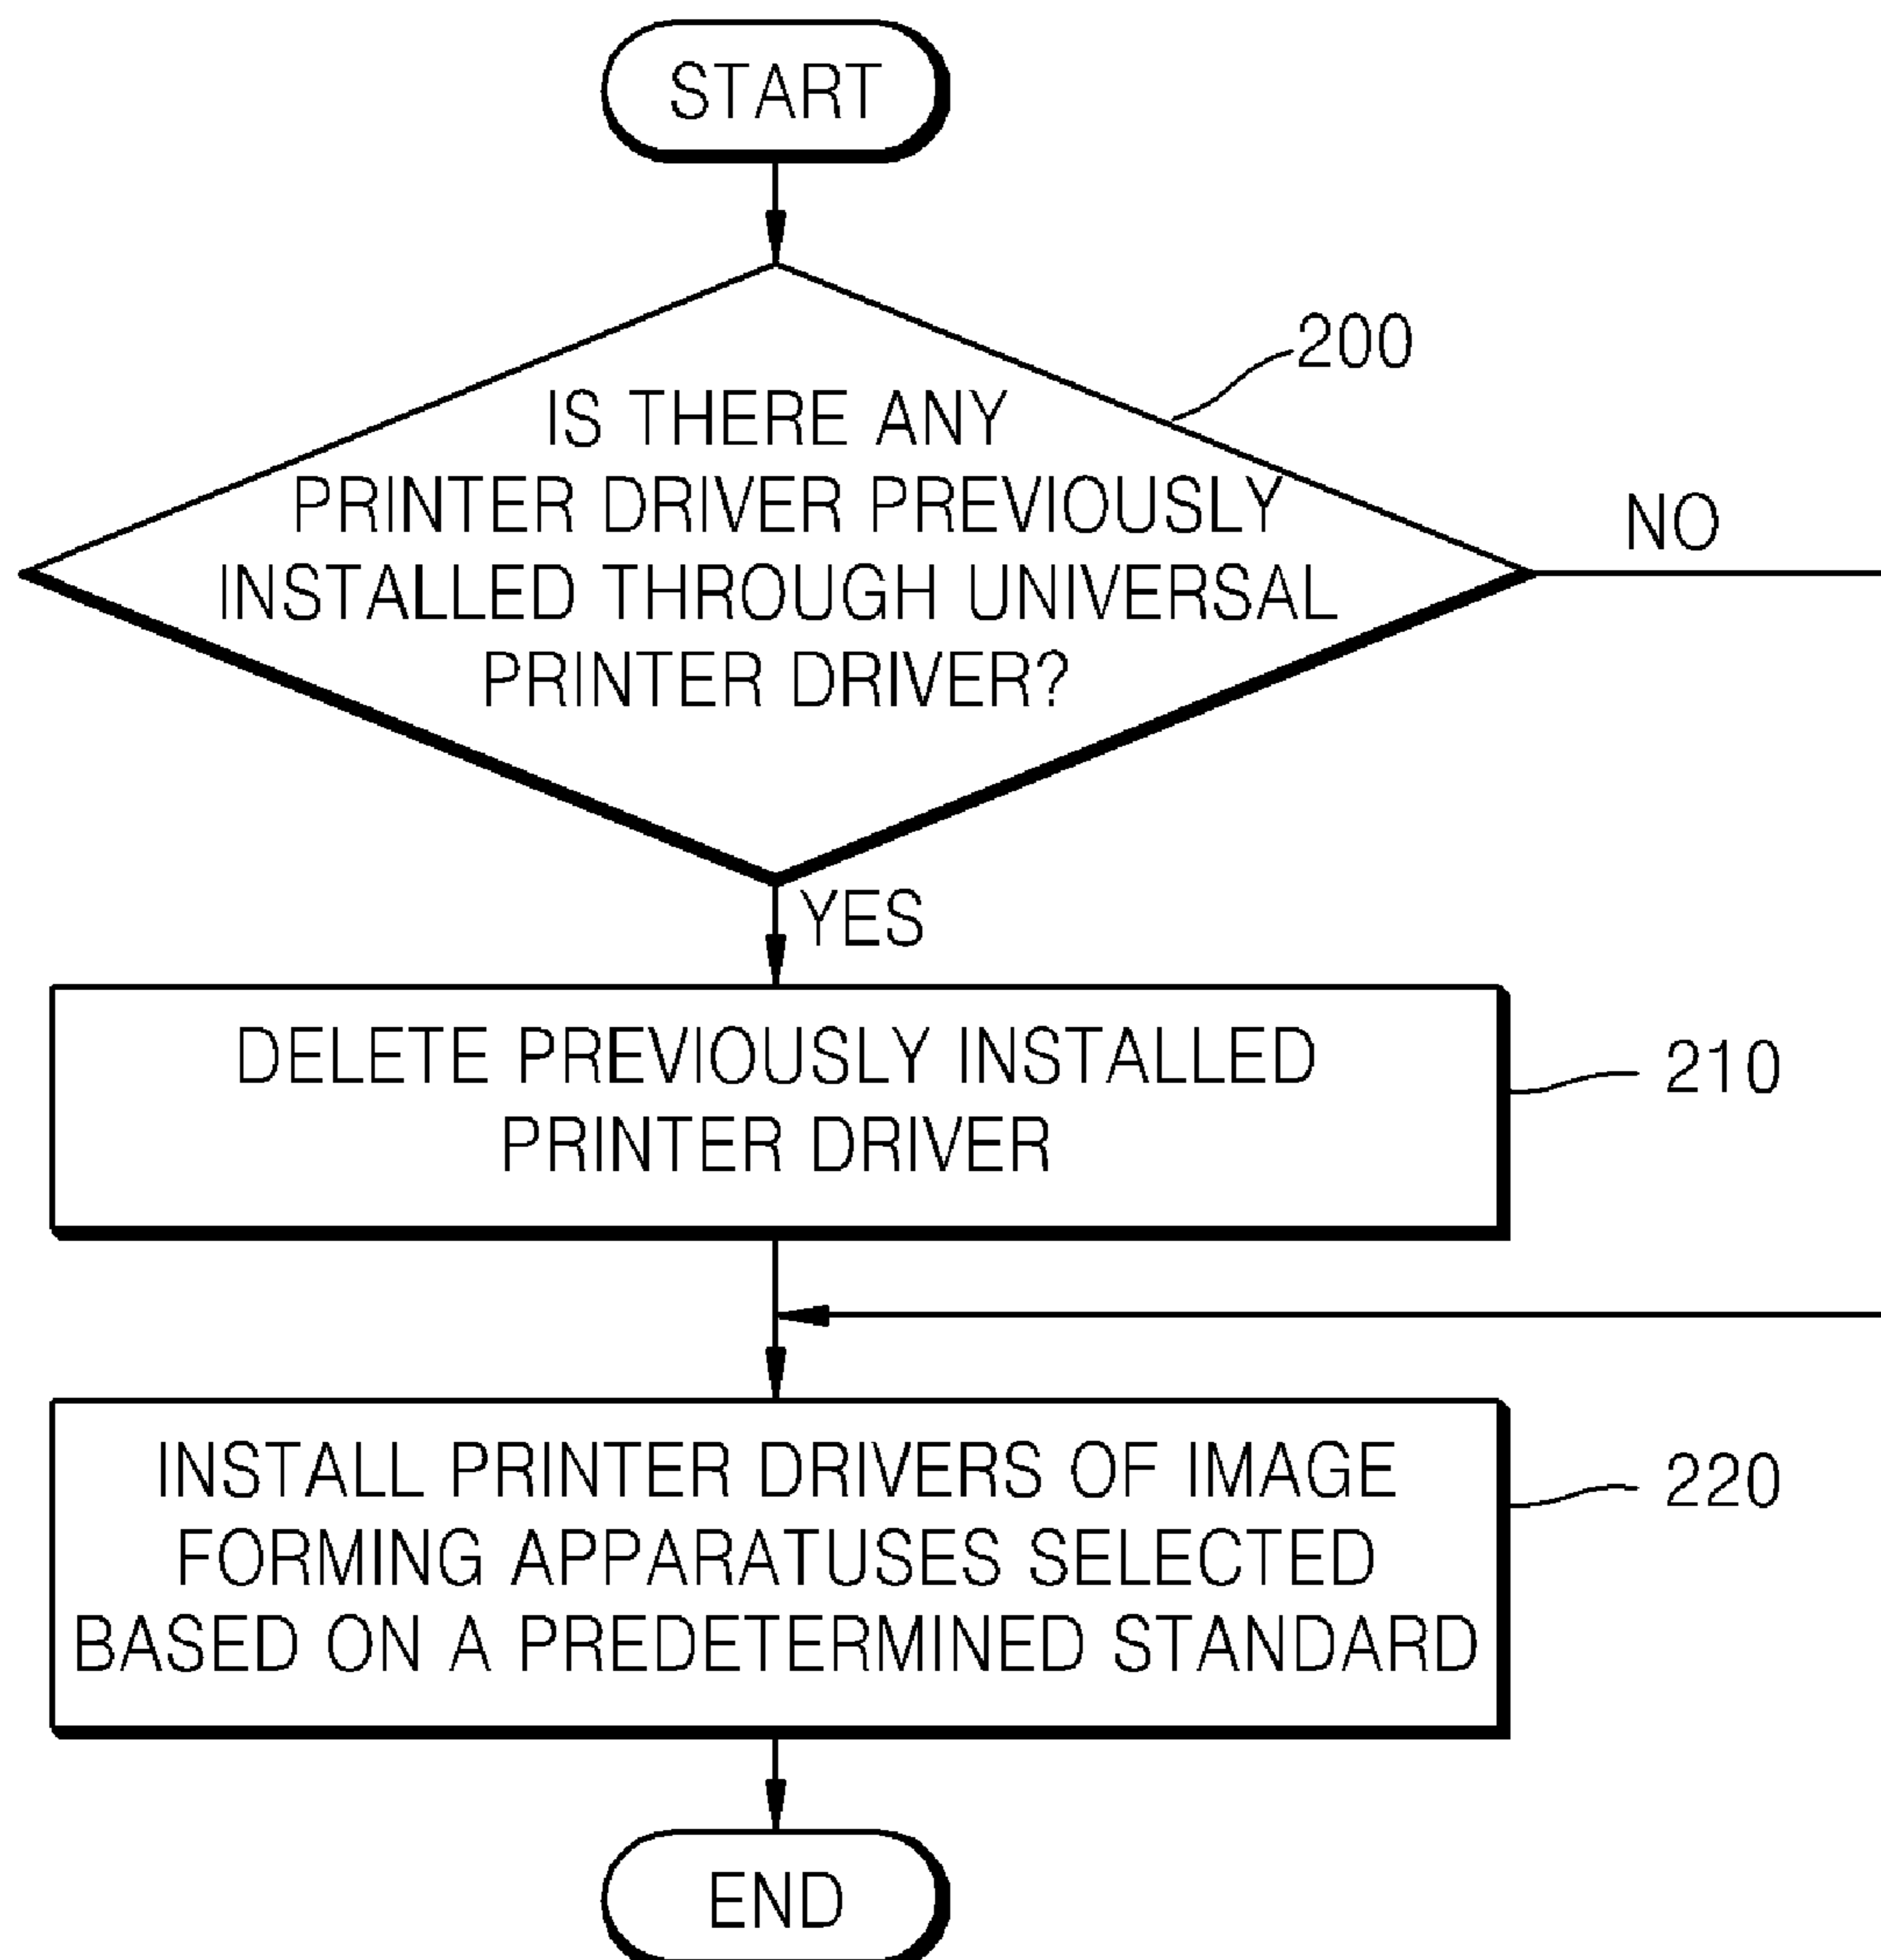 START
200
IS THERE ANY
PRINTER DRIVER PREVIOUSLY
INSTALLED THROUGH UNIVERSAL
PRINTER DRIVER?
NO
YES
DELETE PREVIOUSLY INSTALLED
PRINTER DRIVER
210
INSTALL PRINTER DRIVERS OF IMAGE
FORMING APPARATUSES SELECTED
BASED ON A PREDETERMINED STANDARD
220
END